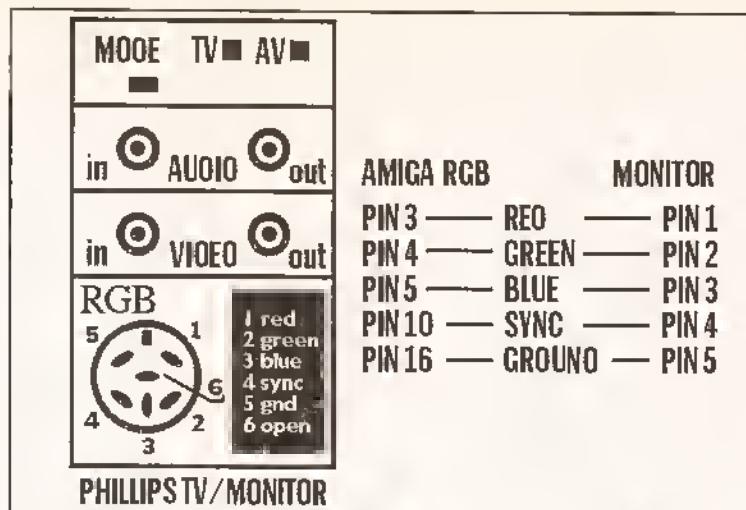 MOOE TV AV
in AUOIO out
in VIOEO out
RGB
5 1
6
4 2
3
1 red
2 green
3 blue
4 sync
5 gnd
6 open
PHILLIPS TV/MONITOR
AMIGA RGB MONITOR
PIN 3 REO PIN 1
PIN 4 GREEN PIN 2
PIN 5 BLUE PIN 3
PIN 10 SYNC PIN 4
PIN 16 GROUNO PIN 5